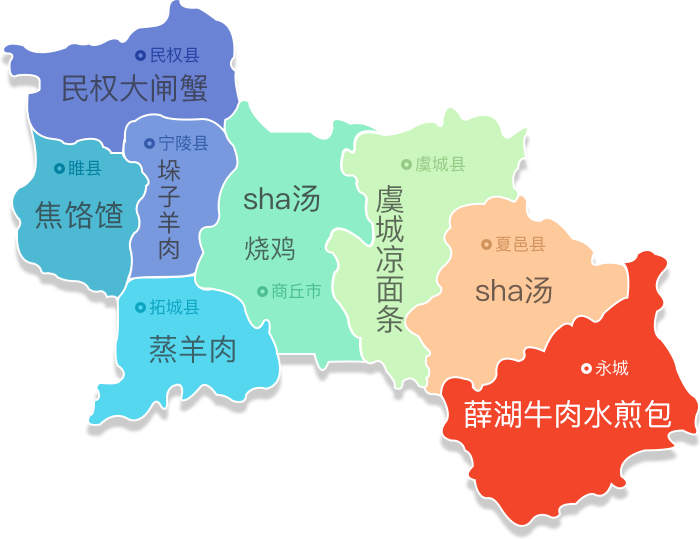 民权县
民权大闸蟹
宁陵县
垛子羊肉
睢县
焦饹馇
sha汤
烧鸡
商丘市
虞城县
虞城凉面条
夏邑县
sha汤
拓城县
蒸羊肉
永城
薛湖牛肉水煎包